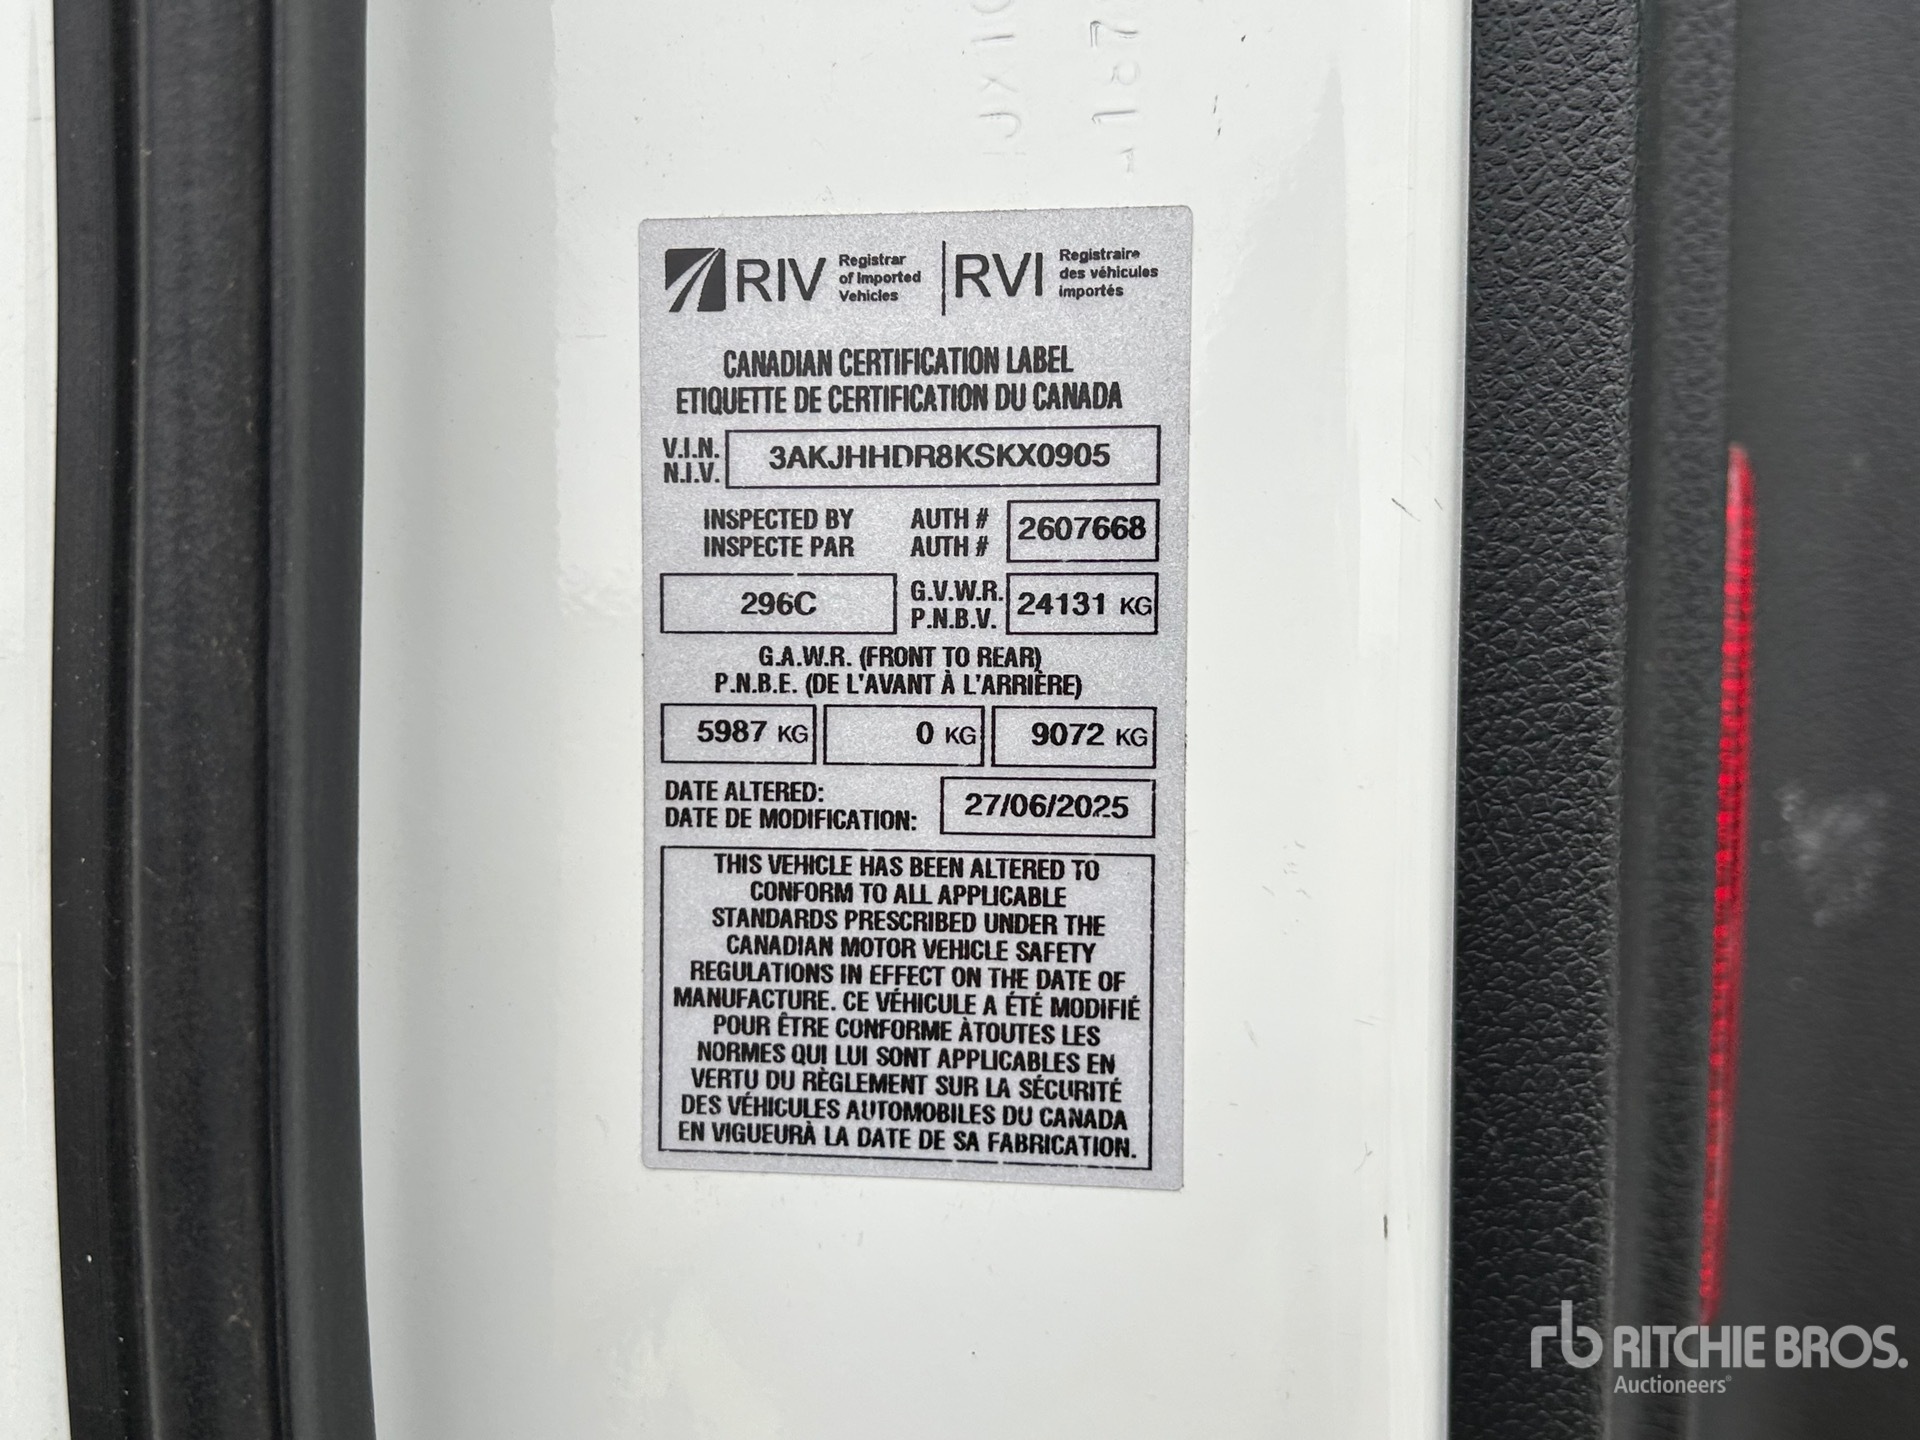 RIV Registrar of Imported Vehicles | RVI Registraire des véhicules importés
CANADIAN CERTIFICATION LABEL
ETIQUETTE DE CERTIFICATION DU CANADA
V.I.N.
N.I.V.
3AKJHHDR8KSKX0905
INSPECTED BY
INSPECTE PAR
AUTH #
AUTH #
2607668
296C
G.V.W.R.
P.N.B.V.
24131 KG
G.A.W.R. (FRONT TO REAR)
P.N.B.E. (DE L'AVANT À L'ARRIÈRE)
5987 KG 0 KG 9072 KG
DATE ALTERED:
DATE DE MODIFICATION:
27/06/2025
THIS VEHICLE HAS BEEN ALTERED TO
CONFORM TO ALL APPLICABLE
STANDARDS PRESCRIBED UNDER THE
CANADIAN MOTOR VEHICLE SAFETY
REGULATIONS IN EFFECT ON THE DATE OF
MANUFACTURE. CE VÉHICULE A ÉTÉ MODIFIÉ
POUR ÊTRE CONFORME ÀTOUTES LES
NORMES QUI LUI SONT APPLICABLES EN
VERTU DU RÈGLEMENT SUR LA SÉCURITÉ
DES VÉHICULES AUTOMOBILES DU CANADA
EN VIGUEURÀ LA DATE DE SA FABRICATION.
rb RITCHIE BROS.
Auctioneers